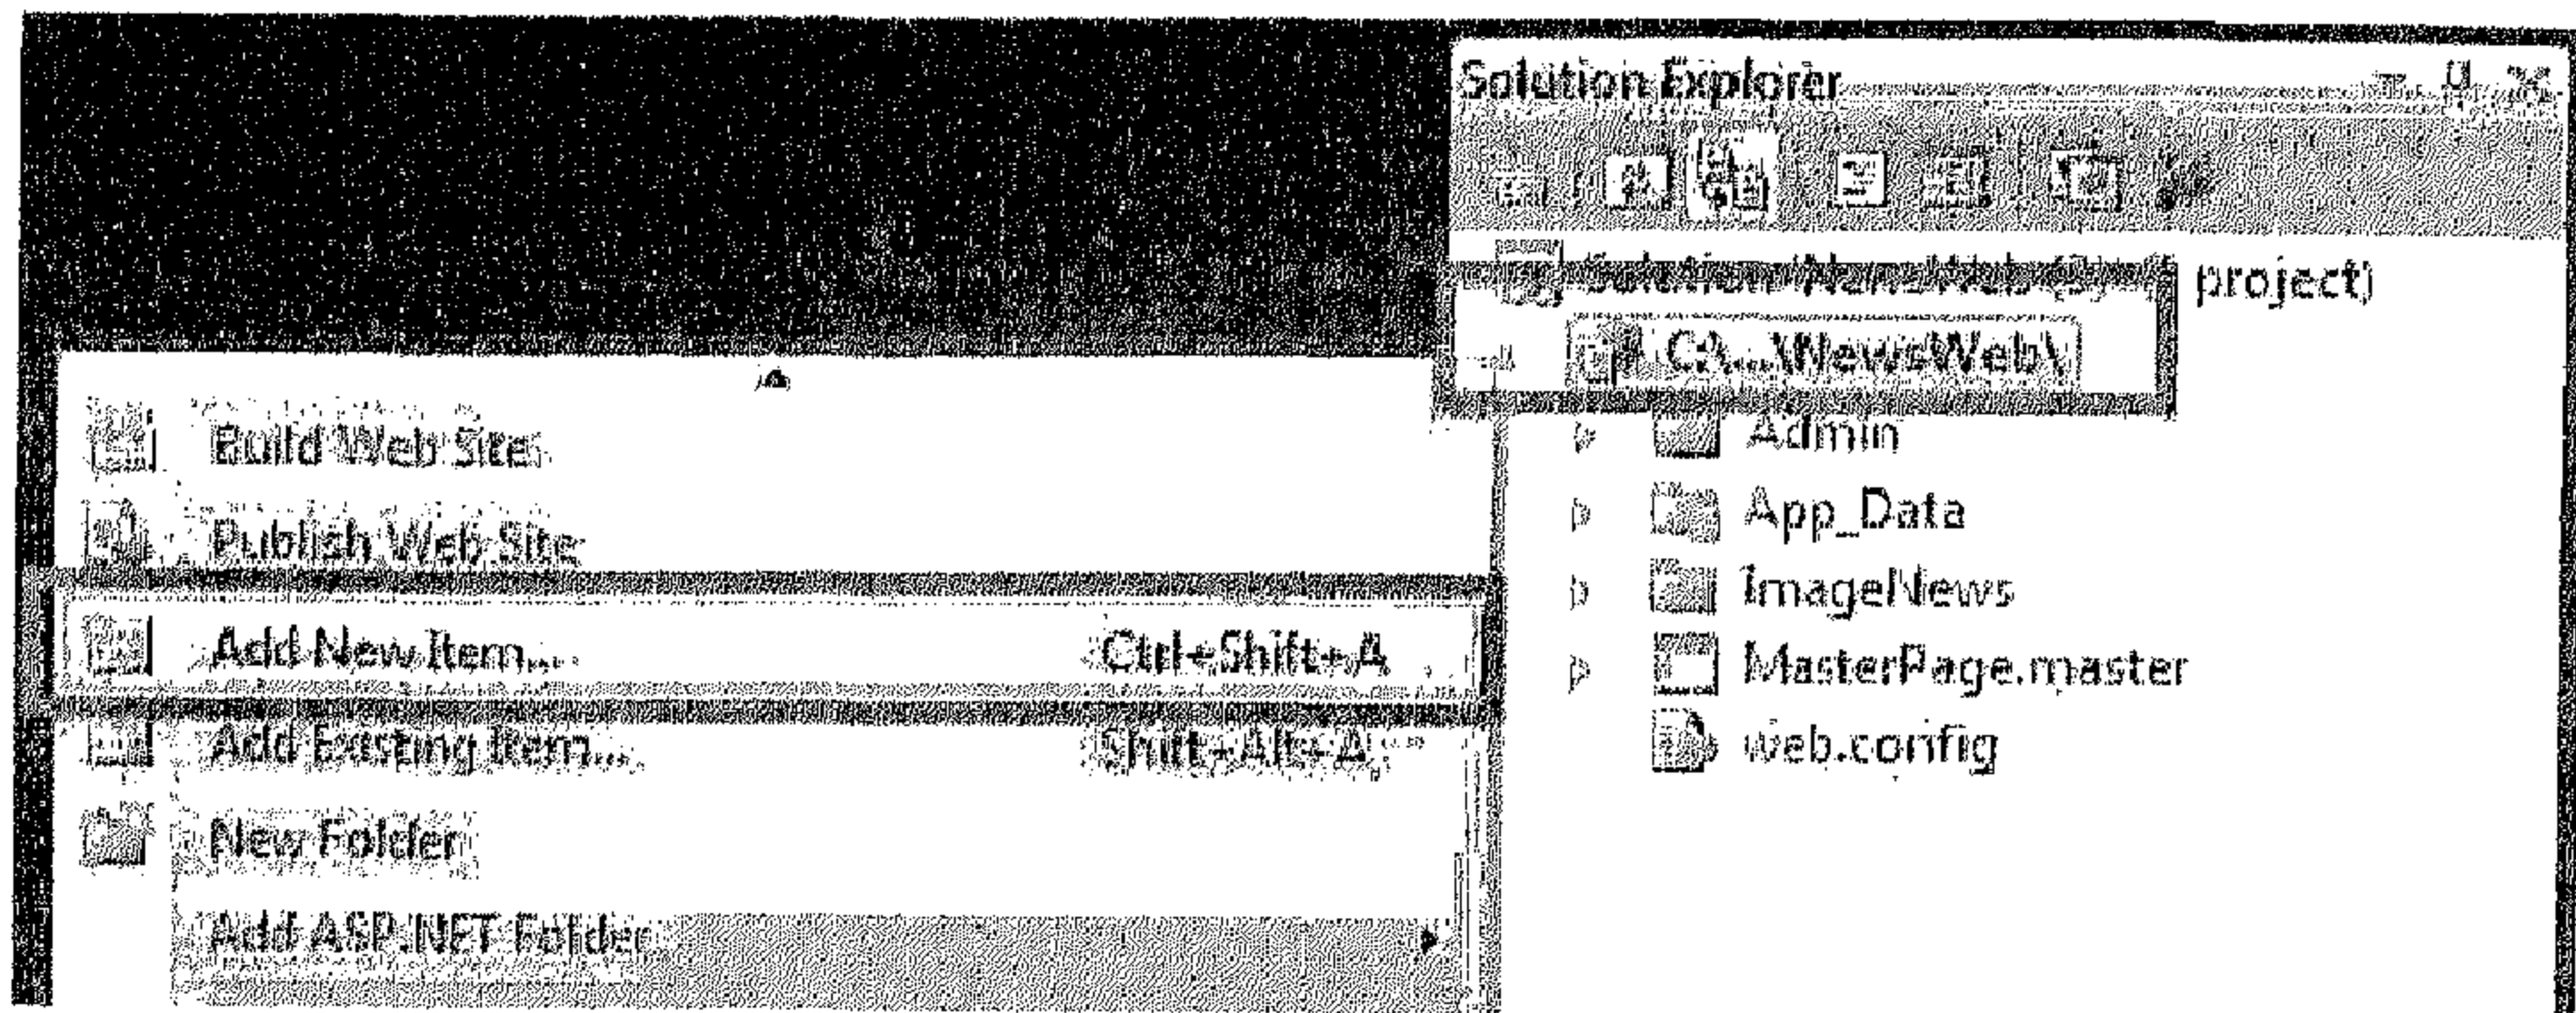 Solution Explorer
project)
C:\...\NewsWeb\
Admin
App_Data
ImageNews
MasterPage.master
web.config
Build Web Site
Publish Web Site
Add New Item... Ctrl+Shift+A
Add Existing Item... Shift+Alt+A
New Folder
Add ASP.NET Folder